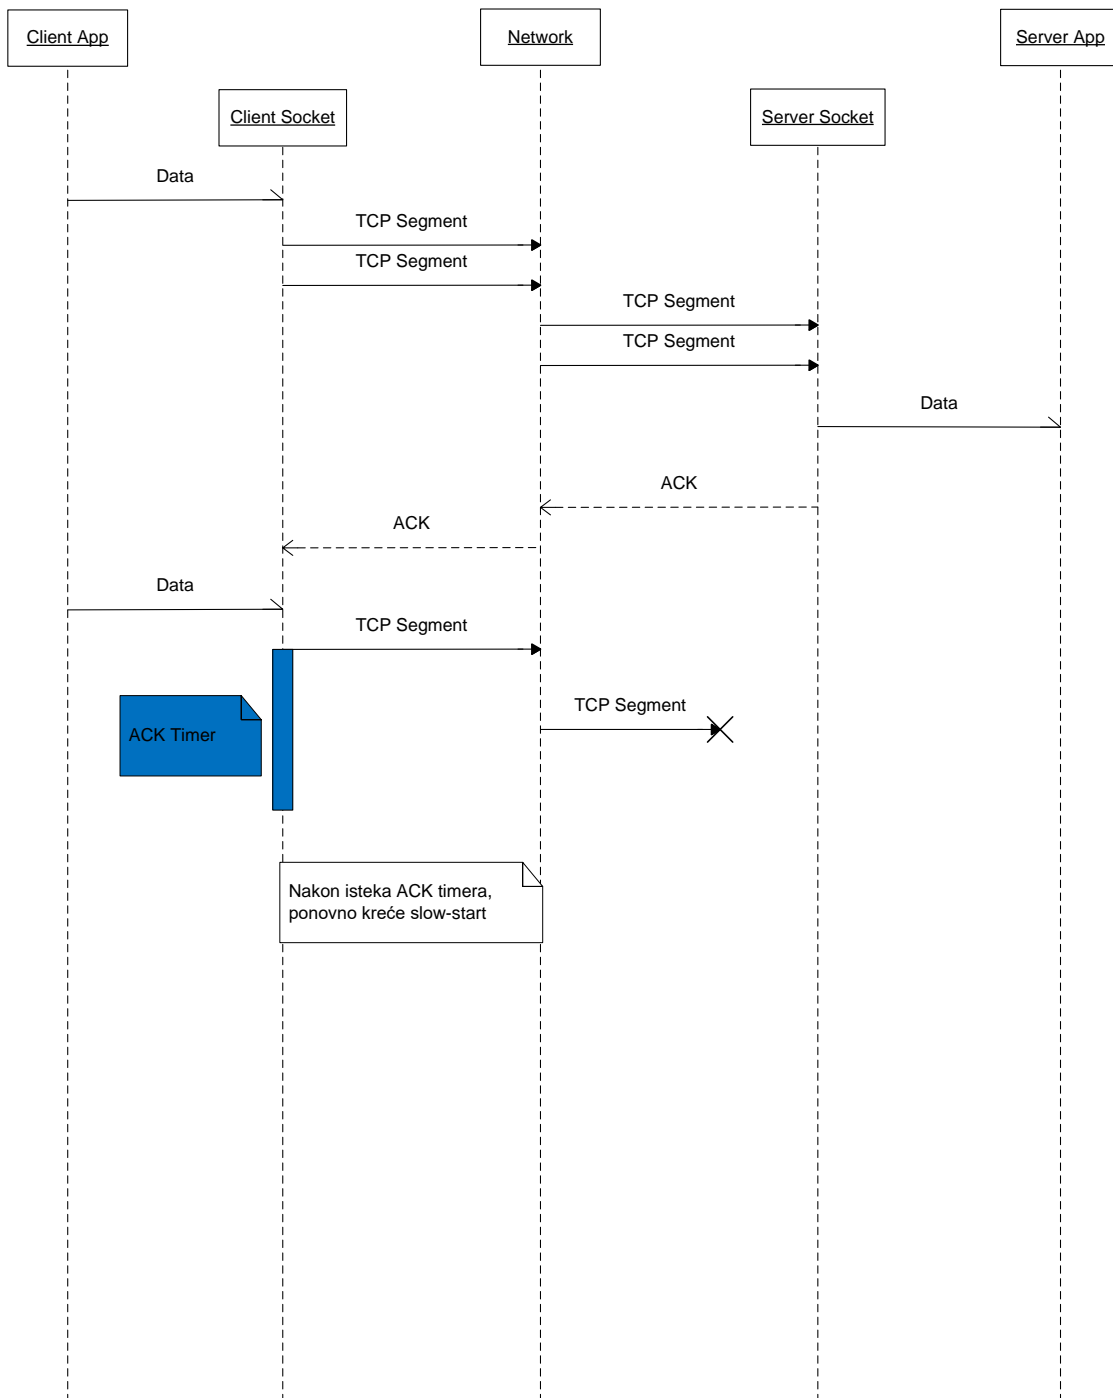 Client App
Network
Server App
Client Socket
Server Socket
Data
TCP Segment
TCP Segment
TCP Segment
TCP Segment
Data
ACK
ACK
Data
TCP Segment
TCP Segment
ACK Timer
Nakon isteka ACK timera,
ponovno kreće slow-start